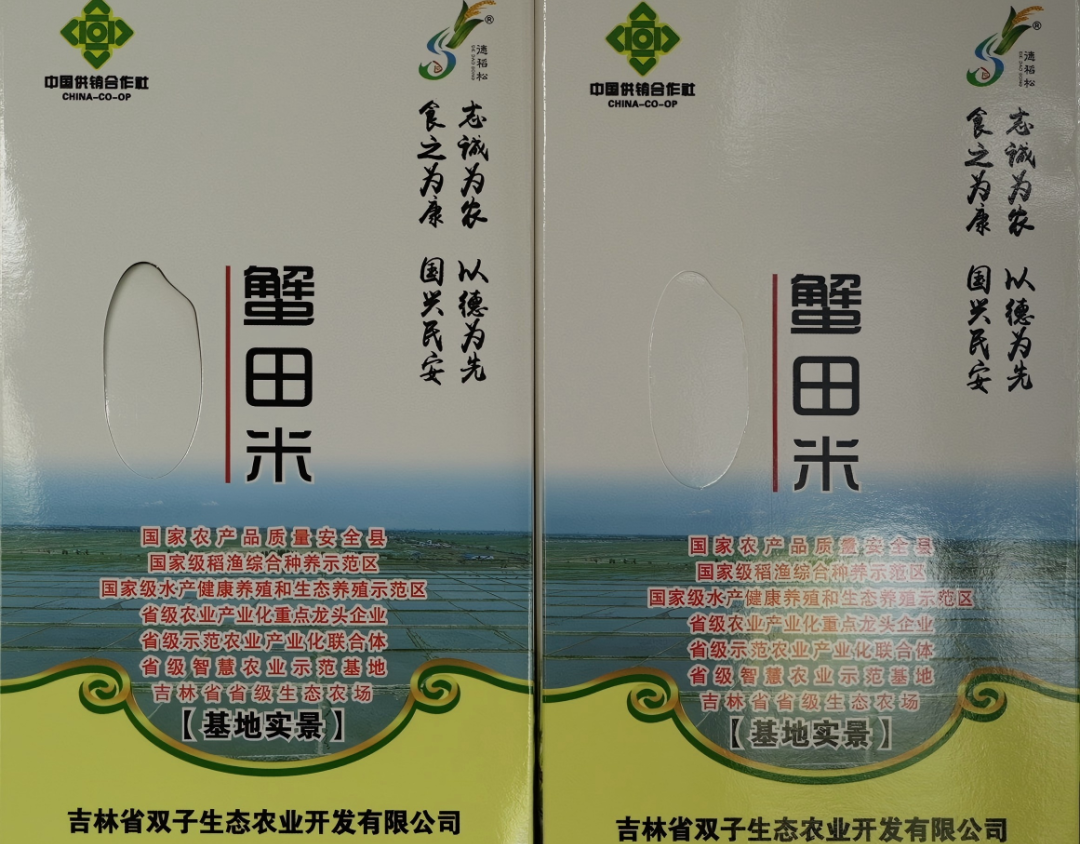 中国供销合作社
CHINA-CO-OP
®
德稻松
志诚为农 以德为先
食之为康 国兴民安
蟹田米
国家农产品质量安全县
国家级稻渔综合种养示范区
国家级水产健康养殖和生态养殖示范区
省级农业产业化重点龙头企业
省级示范农业产业化联合体
省级智慧农业示范基地
吉林省省级生态农场
【基地实景】
吉林省双子生态农业开发有限公司
中国供销合作社
CHINA-CO-OP
®
德稻松
志诚为农 以德为先
食之为康 国兴民安
蟹田米
国家农产品质量安全县
国家级稻渔综合种养示范区
国家级水产健康养殖和生态养殖示范区
省级农业产业化重点龙头企业
省级示范农业产业化联合体
省级智慧农业示范基地
吉林省省级生态农场
【基地实景】
吉林省双子生态农业开发有限公司